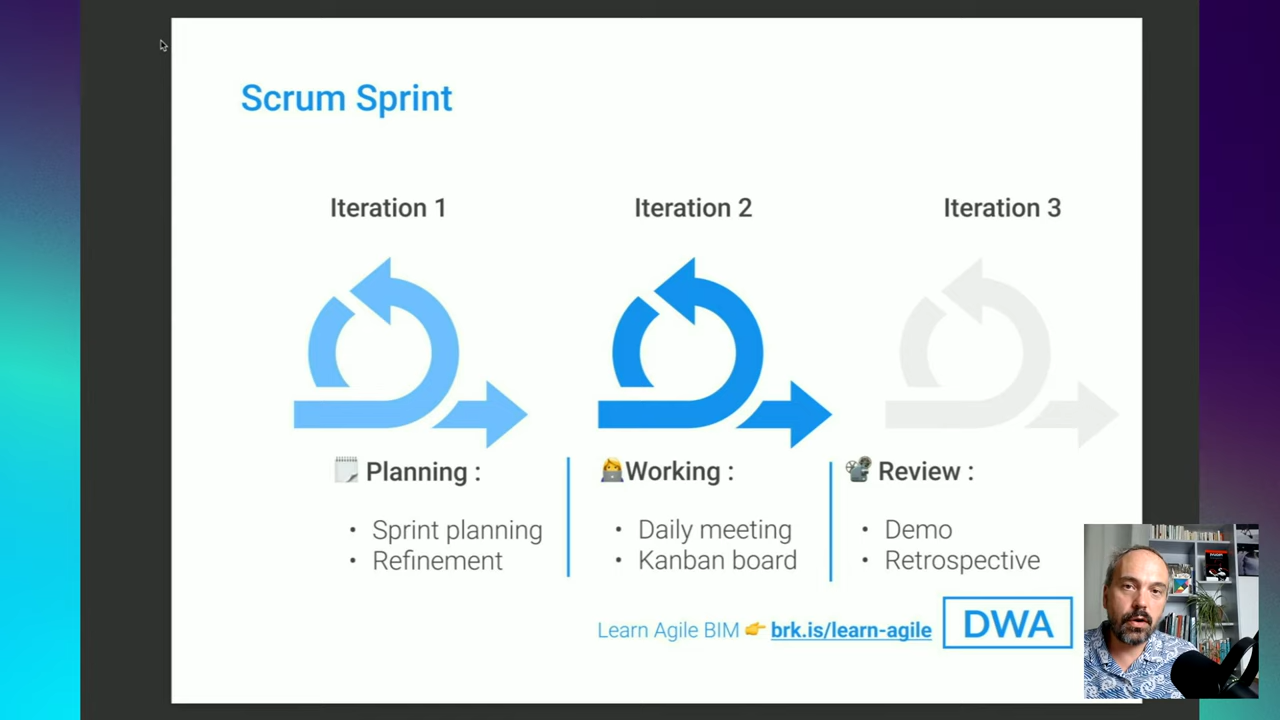 Scrum Sprint
Iteration 1
Iteration 2
Iteration 3
Planning :
• Sprint planning
• Refinement
Working :
• Daily meeting
• Kanban board
Review :
• Demo
• Retrospective
Learn Agile BIM 👉 brk.is/learn-agile
DWA